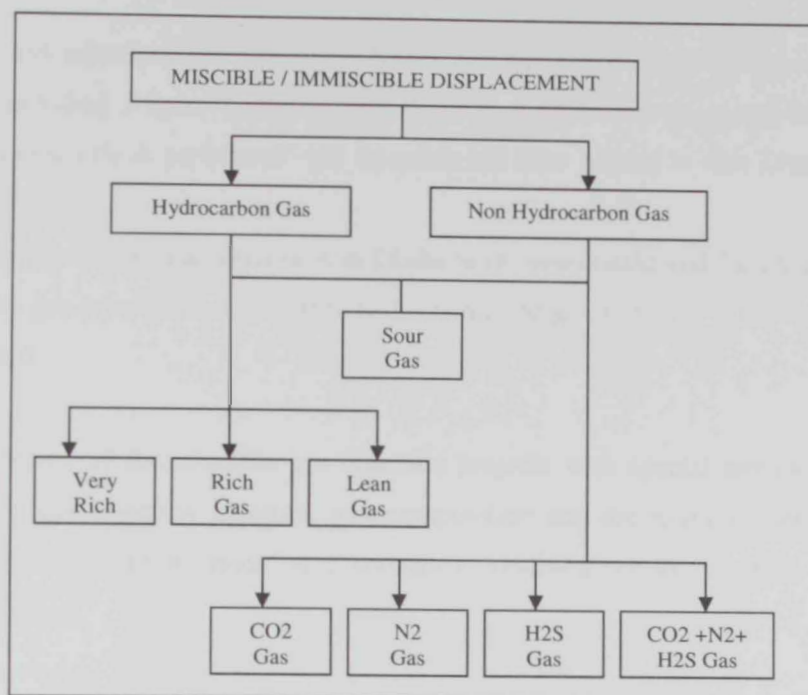 MISCIBLE / IMMISCIBLE DISPLACEMENT
Hydrocarbon Gas
Non Hydrocarbon Gas
Sour
Gas
Very
Rich
Rich
Gas
Lean
Gas
CO2
Gas
N2
Gas
H2S
Gas
CO2 +N2+
H2S Gas